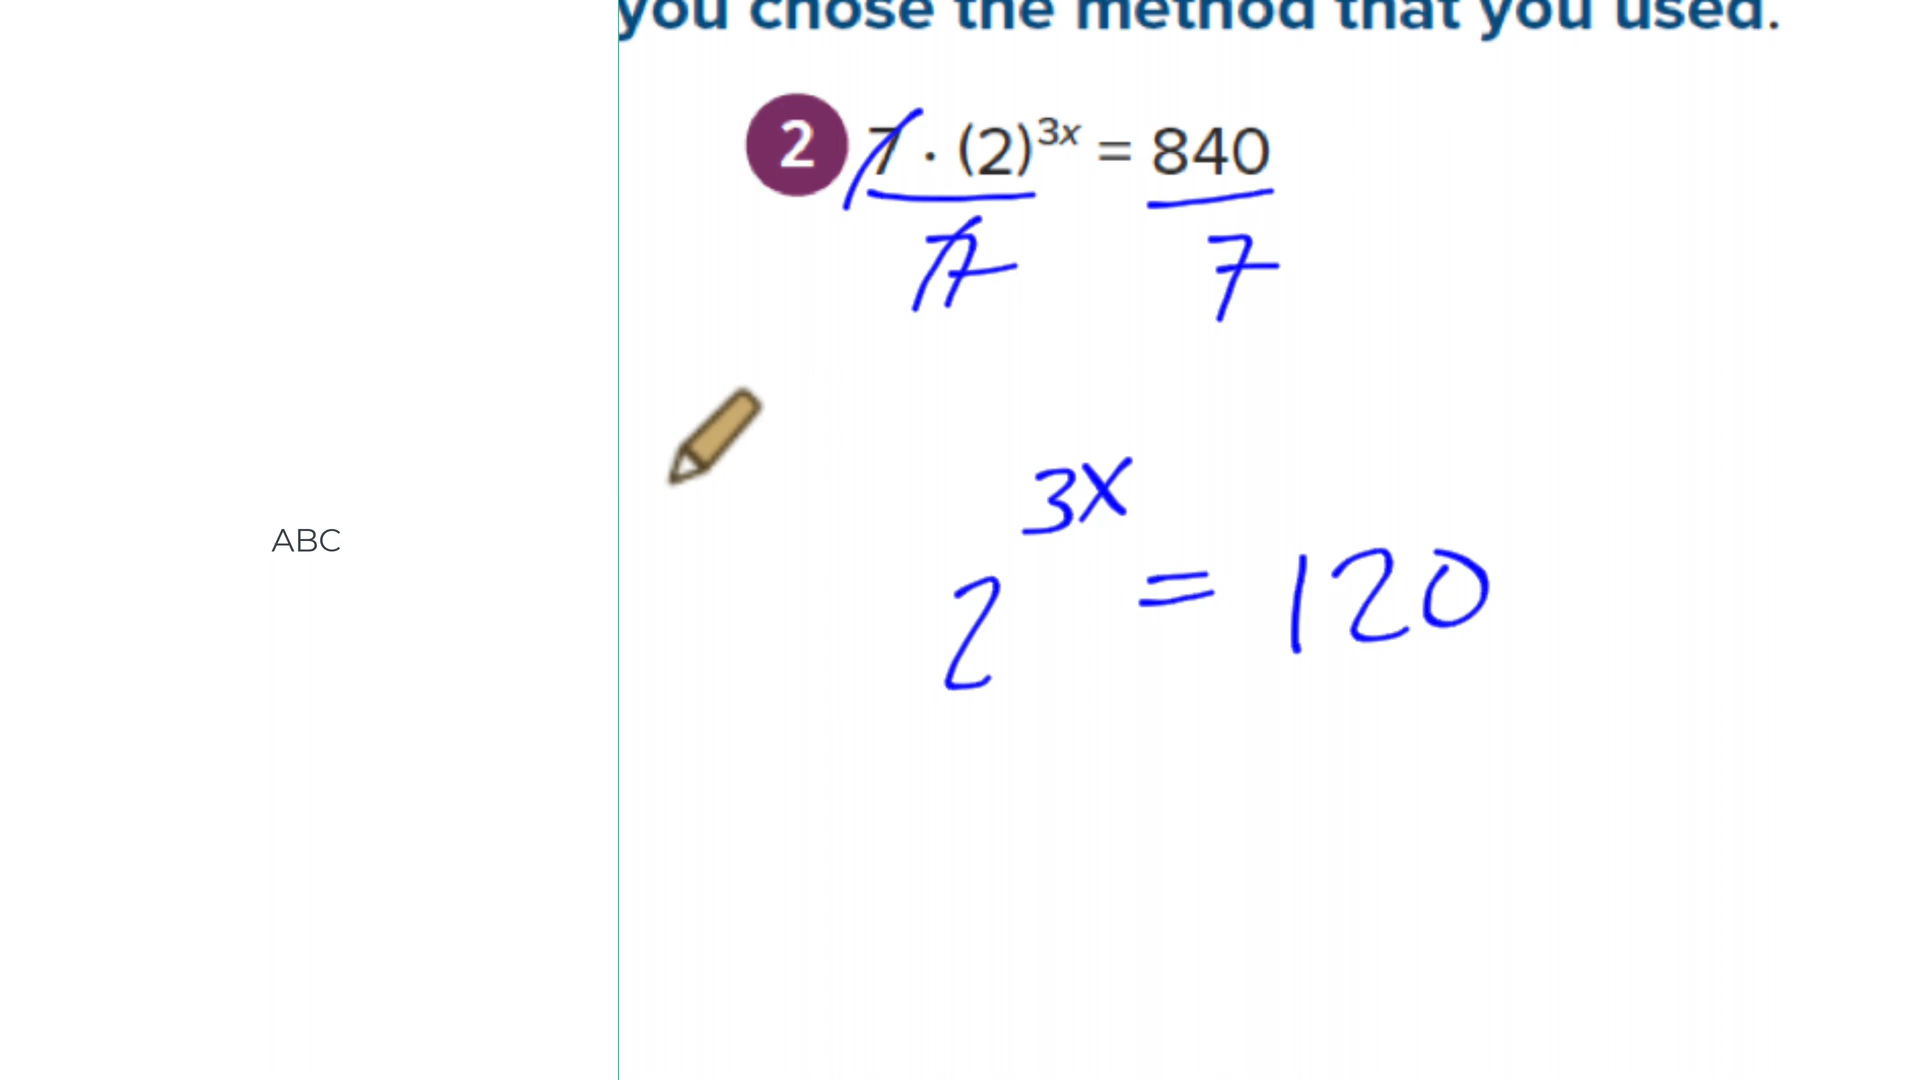 you chose the method that you used.
2 7 · (2)^3x = 840
7 7
ABC
2^3x = 120